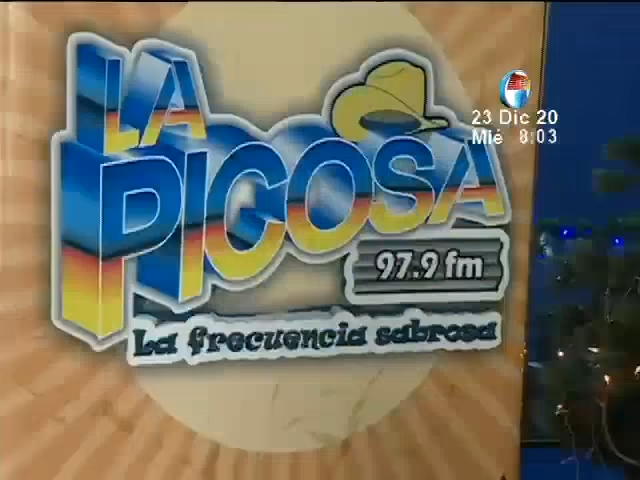 LA
PICOSA
97.9 fm
La frecuencia sabrosa
23 Dic 20
Mié 8:03